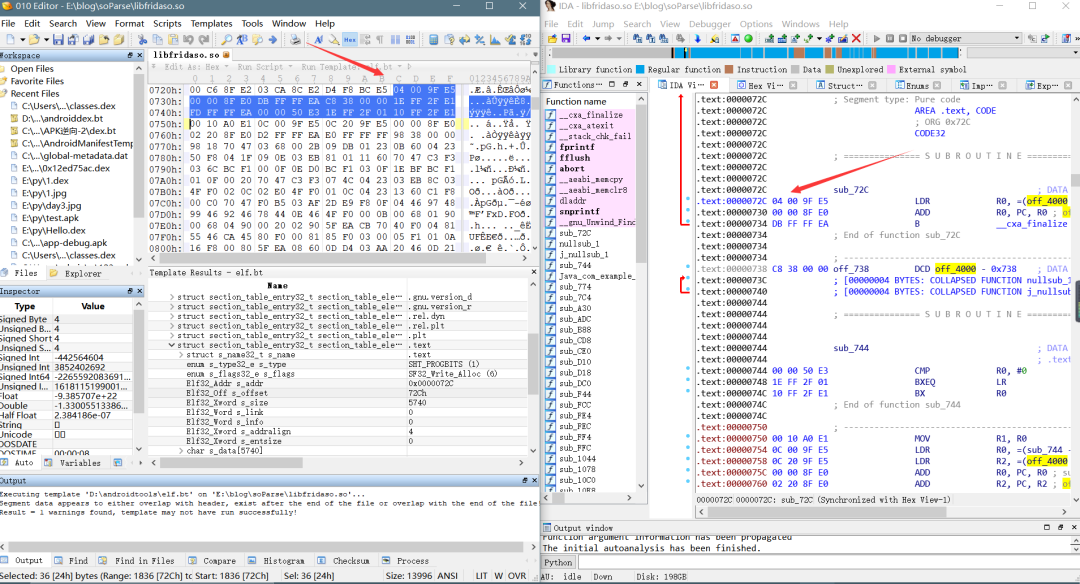 010 Editor - E:\blog\soParse\libfridaso.so
File Edit Search View Format Scripts Templates Tools Window Help
Workspace
Open Files
Favorite Files
Recent Files
C:\Users\...\classes.dex
D:\...\androiddex.bt
C:\...\APK逆向-2\dex.bt
C:\...\AndroidManifestTemp
C:\...\global-metadata.dat
E:\...\0x12ed75ac.dex
E:\py\1.dex
E:\py\1.jpg
E:\py\day3.jpg
E:\py\test.apk
E:\py\Hello.dex
C:\...\app-debug.apk
C:\Users\...\classes.dex
Files Explorer
Inspector
Type Value
Signed Byte 4
Unsigned B... 4
Signed Short 4
Unsigned S... 4
Signed Int -442564604
Unsigned Int 3852402692
Signed Int64 -2265592083691...
Unsigned I... 1618115199001...
Float -9.385707e+22
Double -1.33005513386...
Half Float 2.384186e-07
String
Unicode
DOSDATE
DOSTIME 00:00:08
Auto Variables
libfridaso.so
Edit As: Hex Run Script Run Template: elf.bt
0 1 2 3 4 5 6 7 8 9 A B C D E F 0123456789A
0720h: 00 C6 8F E2 03 CA 8C E2 D4 F8 BC E5 04 00 9F E5
0730h: 00 00 8F E0 DB FF FF EA C8 38 00 00 1E FF 2F E1
0740h: FD FF FF EA 00 00 50 E3 1E FF 2F 01 10 FF 2F E1
0750h: 00 10 A0 E1 0C 00 9F E5 0C 20 9F E5 00 00 8F E0
0760h: 02 20 8F E0 D2 FF FF EA E0 FF FF FF 98 38 00 00
0770h: 98 18 70 47 03 68 00 2B 09 DB 01 23 0B 60 04 23
0780h: 50 F8 04 1F 09 0E 03 EB 81 01 11 60 70 47 C3 F3
0790h: 03 6C BC F1 00 0F 0E D0 BC F1 03 0F 1E BF 00 21
07A0h: 01 0F 00 20 70 47 C3 F3 07 4C 04 23 03 EB 8C 03
07B0h: 4F F0 02 0C 02 E0 4F F0 01 0C 04 23 13 60 C1 F8
07C0h: 00 C0 70 47 F0 B5 03 AF 2D E9 F8 0F 04 46 97 48
07D0h: 99 46 92 46 78 44 0E 46 4F F0 00 0B 00 68 01 90
07E0h: 00 68 04 90 00 20 02 90 5F EA CB 70 40 F0 04 81
07F0h: 55 46 CA 45 80 F0 00 81 85 F0 03 00 05 F1 01 0A
0800h: 16 F8 00 80 5F EA 08 60 0D D4 03 AA 20 46 0D 21
Template Results - elf.bt
Name
struct section_table_entry32_t section_table_ele... .gnu.version_d
struct section_table_entry32_t section_table_ele... .gnu.version_r
struct section_table_entry32_t section_table_ele... .rel.dyn
struct section_table_entry32_t section_table_ele... .rel.plt
struct section_table_entry32_t section_table_ele... .plt
struct section_table_entry32_t section_table_ele... .text
struct s_name32_t s_name .text
enum s_type32_e s_type SHT_PROGBITS (1)
enum s_flags32_e s_flags SF32_Write_Alloc (6)
Elf32_Addr s_addr 0x0000072C
Elf32_Off s_offset 72Ch
Elf32_Xword s_size 5740
Elf32_Word s_link 0
Elf32_Word s_info 0
Elf32_Xword s_addralign 4
Elf32_Xword s_entsize 0
char s_data[5740]
Output
Executing template 'D:\androidtools\elf.bt' on 'E:\blog\soParse\libfridaso.so'...
Segment data appears to either overlap with header, exist after the end of the file or overlap with the end of the file
Result = 1 warnings found, template may not have run successfully!
Output Find Find in Files Compare Histogram Checksum Process
Selected: 36 [24h] bytes (Range: 1836 [72Ch] to Start: 1836 [72Ch] Sel: 36 [24h] Size: 13996 ANSI LIT W OVR
IDA - libfridaso.so E:\blog\soParse\libfridaso.so
File Edit Jump Search View Debugger Options Windows Help
No debugger
Library function Regular function Instruction Data Unexplored External symbol
Functions... IDA Vi... Hex Vi... Struct... Enums Imp... Exp...
Function name
__cxa_finalize
__cxa_atexit
__stack_chk_fail
fprintf
fflush
abort
__aeabi_memcpy
__aeabi_memclr8
dladdr
snprintf
__gnu_Unwind_Find
sub_72C
nullsub_1
j_nullsub_1
sub_744
Java_com_example_
sub_774
sub_7C4
sub_A30
sub_ADC
sub_B88
sub_CD8
sub_CE0
sub_D10
sub_D18
sub_DC0
sub_F44
sub_FCC
sub_FE4
sub_FEC
sub_FF4
sub_FFC
sub_1044
sub_1078
sub_10C0
.text:0000072C ; Segment type: Pure code
.text:0000072C AREA .text, CODE
.text:0000072C ; ORG 0x72C
.text:0000072C CODE32
.text:0000072C
.text:0000072C ; =============== S U B R O U T I N E =======
.text:0000072C
.text:0000072C
.text:0000072C sub_72C ; DATA
.text:0000072C 04 00 9F E5 LDR R0, =(off_4000
.text:00000730 00 00 8F E0 ADD R0, PC, R0 ; o
.text:00000734 DB FF FF EA B __cxa_finalize
.text:00000734 ; End of function sub_72C
.text:00000734
.text:00000738 C8 38 00 00 off_738 DCD off_4000 - 0x738 ; DATA
.text:0000073C ; [00000004 BYTES: COLLAPSED FUNCTION nullsub_1
.text:00000740 ; [00000004 BYTES: COLLAPSED FUNCTION j_nullsub
.text:00000744
.text:00000744 ; =============== S U B R O U T I N E =======
.text:00000744
.text:00000744
.text:00000744 sub_744 ; DATA
.text:00000744 ; .text
.text:00000744 00 00 50 E3 CMP R0, #0
.text:00000748 1E FF 2F 01 BXEQ LR
.text:0000074C 10 FF 2F E1 BX R0
.text:0000074C ; End of function sub_744
.text:0000074C
.text:00000750 ; ---------------
.text:00000750 00 10 A0 E1 MOV R1, R0
.text:00000754 0C 00 9F E5 LDR R0, =(sub_744 -
.text:00000758 0C 20 9F E5 LDR R2, =(off_4000
.text:0000075C 00 00 8F E0 ADD R0, PC, R0 ; su
.text:00000760 02 20 8F E0 ADD R2, PC, R2 ; of
0000072C 0000072C: sub_72C (Synchronized with Hex View-1)
Output window
Function argument information has been propagated
The initial autoanalysis has been finished.
Python
AU: idle Down Disk: 198GB